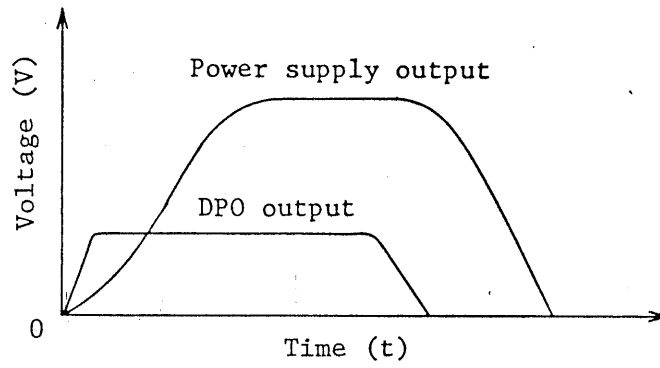 Power supply output
Voltage (V)
DPO output
0
Time (t)